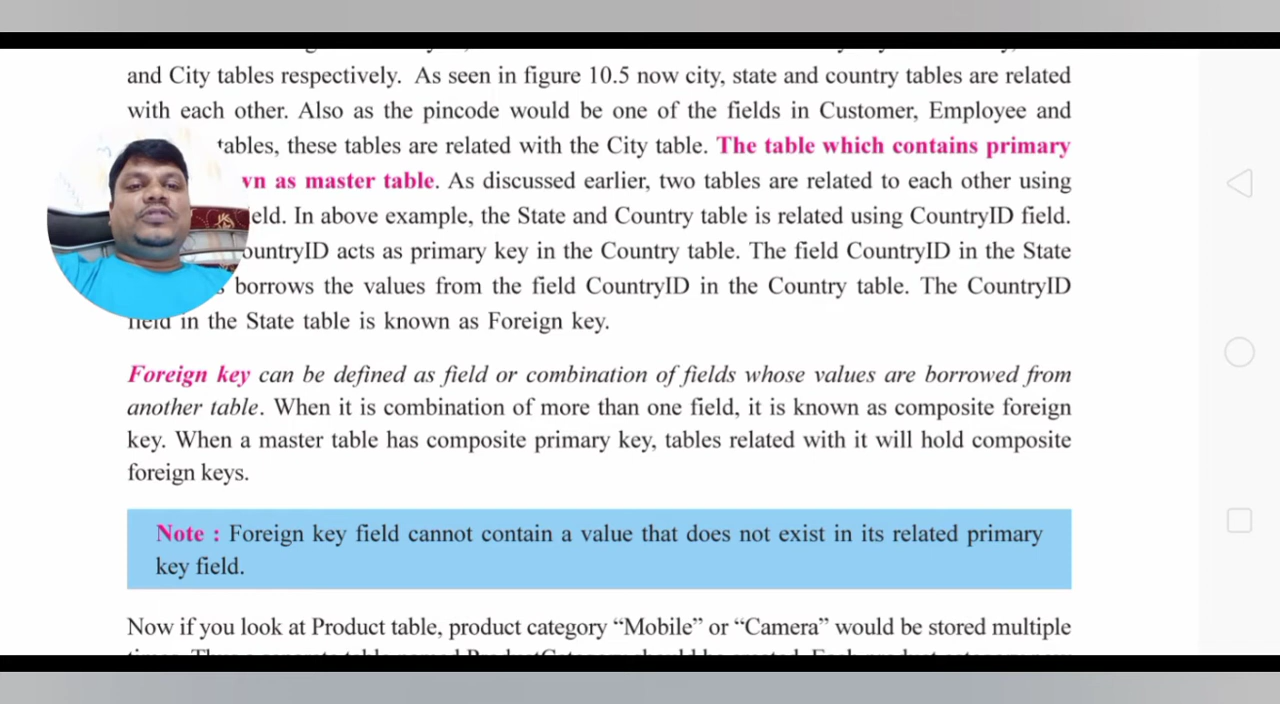 and City tables respectively. As seen in figure 10.5 now city, state and country tables are related
with each other. Also as the pincode would be one of the fields in Customer, Employee and
tables, these tables are related with the City table. The table which contains primary
as master table. As discussed earlier, two tables are related to each other using
In above example, the State and Country table is related using CountryID field.
acts as primary key in the Country table. The field CountryID in the State
borrows the values from the field CountryID in the Country table. The CountryID
in the State table is known as Foreign key.
Foreign key can be defined as field or combination of fields whose values are borrowed from
another table. When it is combination of more than one field, it is known as composite foreign
key. When a master table has composite primary key, tables related with it will hold composite
foreign keys.
Note : Foreign key field cannot contain a value that does not exist in its related primary
key field.
Now if you look at Product table, product category “Mobile” or “Camera” would be stored multiple